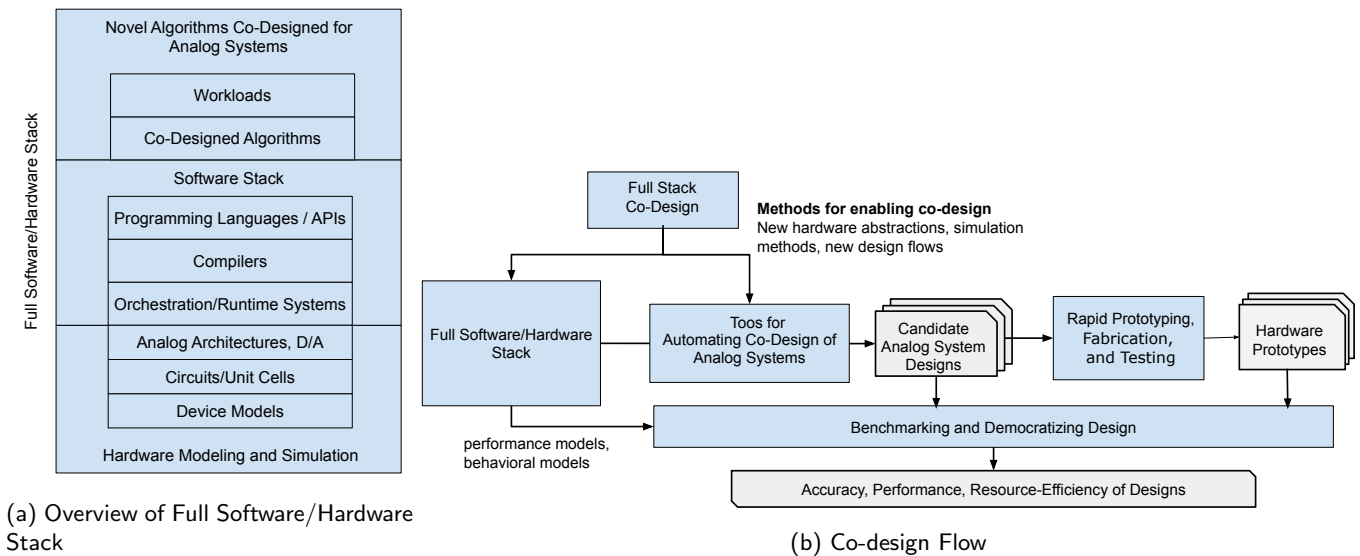 Full Software/Hardware Stack
Novel Algorithms Co-Designed for
Analog Systems
Workloads
Co-Designed Algorithms
Software Stack
Programming Languages / APIs
Compilers
Orchestration/Runtime Systems
Analog Architectures, D/A
Circuits/Unit Cells
Device Models
Hardware Modeling and Simulation
(a) Overview of Full Software/Hardware
Stack
Full Stack
Co-Design
Methods for enabling co-design
New hardware abstractions, simulation
methods, new design flows
Full Software/Hardware
Stack
Toos for
Automating Co-Design of
Analog Systems
Candidate
Analog System
Designs
Rapid Prototyping,
Fabrication,
and Testing
Hardware
Prototypes
performance models,
behavioral models
Benchmarking and Democratizing Design
Accuracy, Performance, Resource-Efficiency of Designs
(b) Co-design Flow